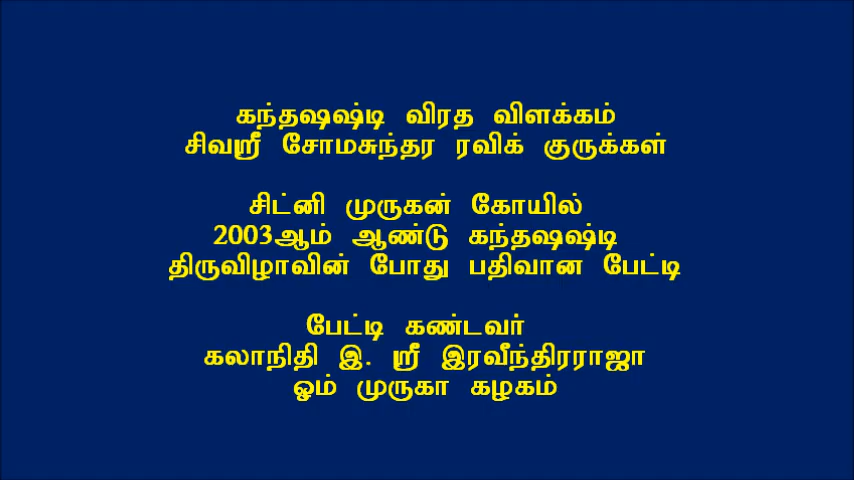 கந்தஷஷ்டி விரத விளக்கம்
சிவஸ்ரீ சோமசுந்தர ரவிக் குருக்கள்
சிட்னி முருகன் கோயில்
2003ஆம் ஆண்டு கந்தஷஷ்டி
திருவிழாவின் போது பதிவான பேட்டி
பேட்டி கண்டவர்
கலாநிதி இ. ஸ்ரீ இரவீந்திரராஜா
ஓம் முருகா கழகம்